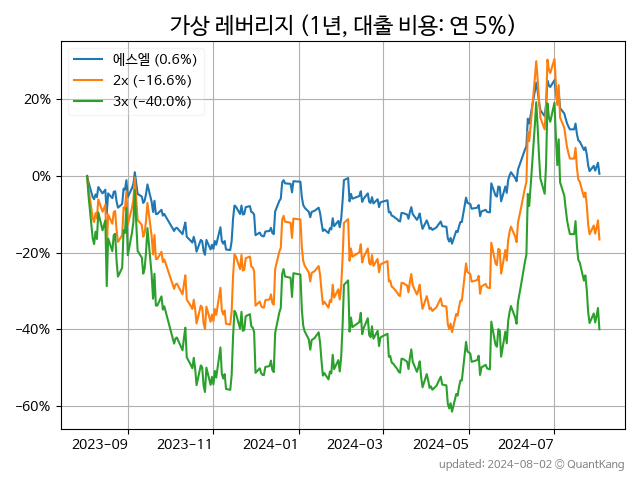 가상 레버리지 (1년, 대출 비용: 연 5%)
에스엘 (0.6%)
2x (-16.6%)
3x (-40.0%)
20%
0%
-20%
-40%
-60%
2023-09
2023-11
2024-01
2024-03
2024-05
2024-07
updated: 2024-08-02 © QuantKang